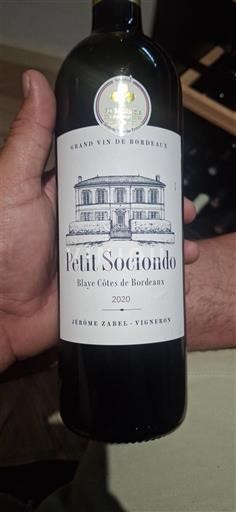 GRAND VIN DE BORDEAUX
Petit Sociondo
Blaye Côtes de Bordeaux
2020
JÉRÔME ZABEL - VIGNERON